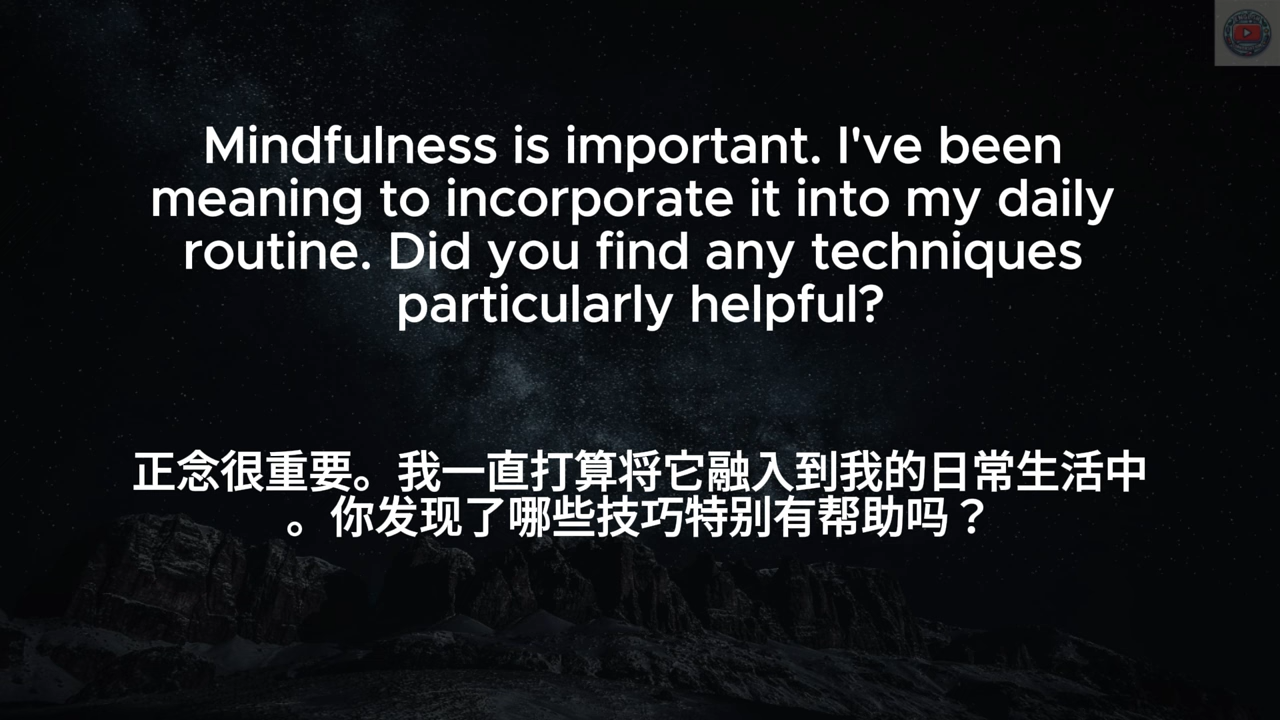 Mindfulness is important. I've been
meaning to incorporate it into my daily
routine. Did you find any techniques
particularly helpful?
正念很重要。我一直打算将它融入到我的日常生活中
。你发现了哪些技巧特别有帮助吗？